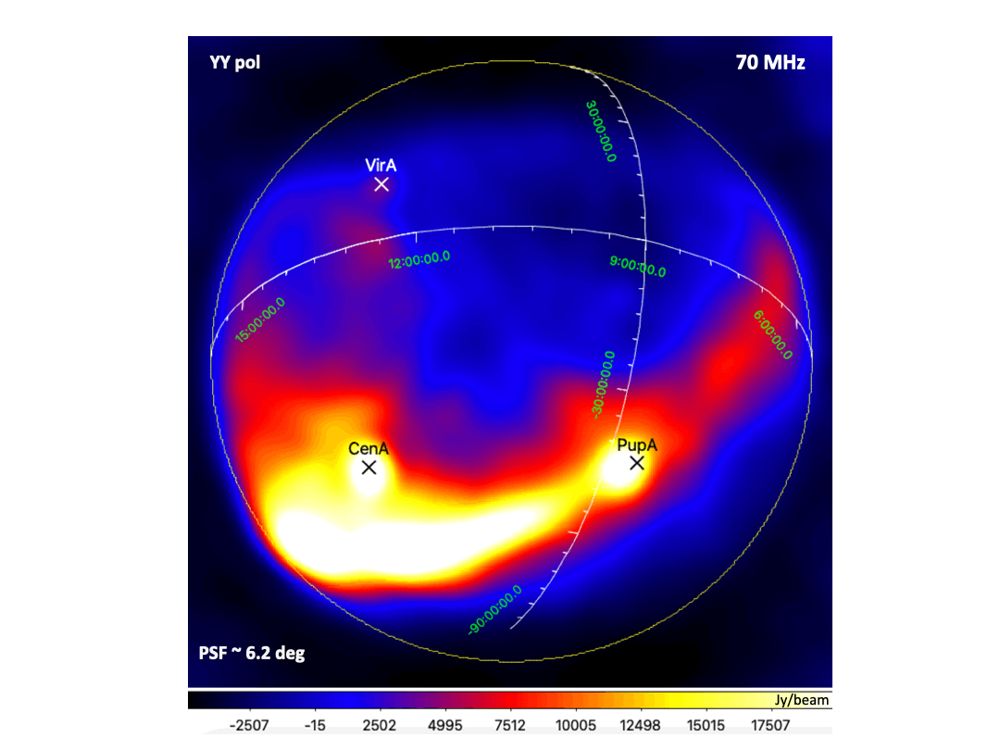 YY pol
70 MHz
30:00:00.0
VirA
12:00:00.0
9:00:00.0
15:00:00.0
6:00:00.0
-30:00:00.0
CenA
PupA
-90:00:00.0
PSF ~ 6.2 deg
Jy/beam
-2507 -15 2502 4995 7512 10005 12498 15015 17507